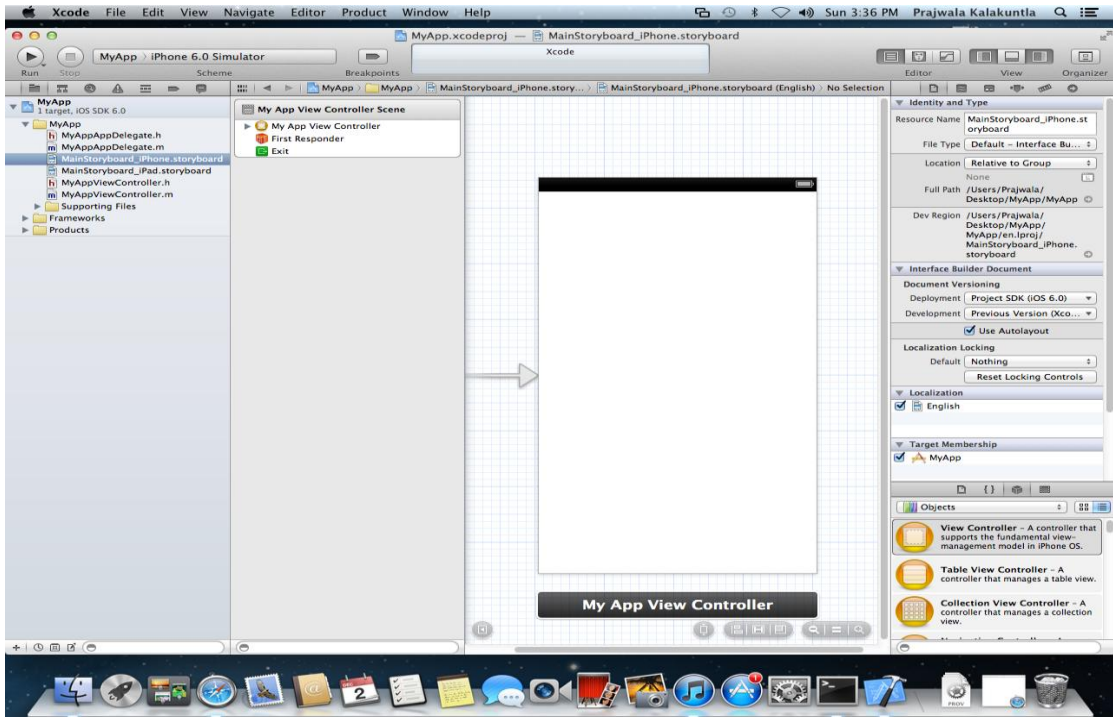 Xcode File Edit View Navigate Editor Product Window Help Sun 3:36 PM Prajwala Kalakuntla
MyApp.xcodeproj — MainStoryboard_iPhone.storyboard
MyApp › iPhone 6.0 Simulator
Xcode
Run Stop Scheme Breakpoints Editor View Organizer
MyApp › MyApp › MainStoryboard_iPhone.story... › MainStoryboard_iPhone.storyboard (English) › No Selection
MyApp
1 target, iOS SDK 6.0
MyApp
MyAppAppDelegate.h
MyAppAppDelegate.m
MainStoryboard_iPhone.storyboard
MainStoryboard_iPad.storyboard
MyAppViewController.h
MyAppViewController.m
Supporting Files
Frameworks
Products
My App View Controller Scene
My App View Controller
First Responder
Exit
My App View Controller
Identity and Type
Resource Name MainStoryboard_iPhone.st
oryboard
File Type Default - Interface Bu...
Location Relative to Group
None
Full Path /Users/Prajwala/
Desktop/MyApp/MyApp
Dev Region /Users/Prajwala/
Desktop/MyApp/
MyApp/en.lproj/
MainStoryboard_iPhone.
storyboard
Interface Builder Document
Document Versioning
Deployment Project SDK (iOS 6.0)
Development Previous Version (Xco...
Use Autolayout
Localization Locking
Default Nothing
Reset Locking Controls
Localization
English
Target Membership
MyApp
Objects
View Controller - A controller that
supports the fundamental view-
management model in iPhone OS.
Table View Controller - A
controller that manages a table view.
Collection View Controller - A
controller that manages a collection
view.
2
PROV